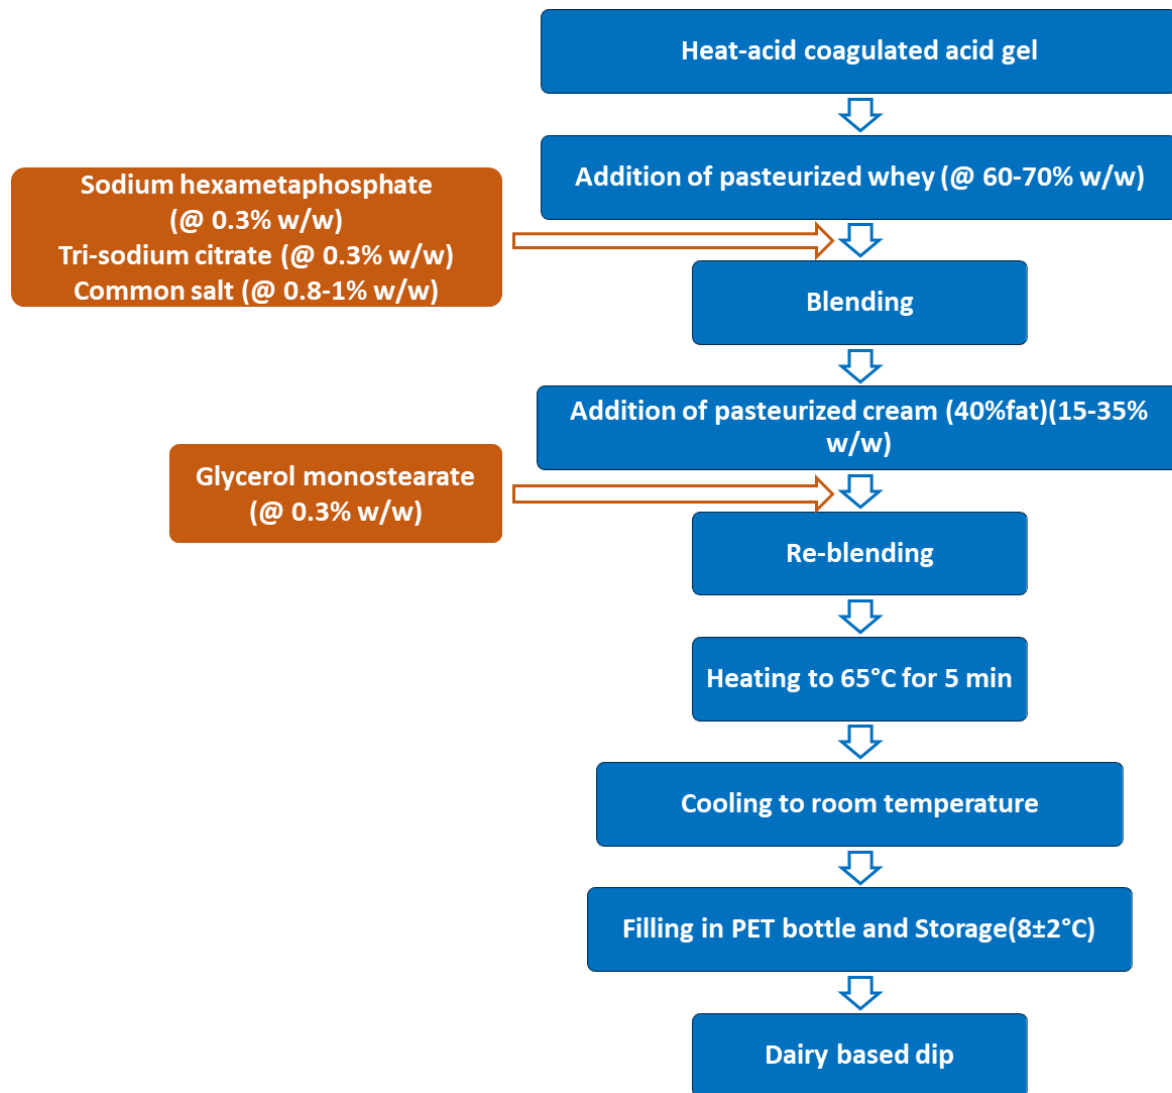 Heat-acid coagulated acid gel
Addition of pasteurized whey (@ 60-70% w/w)
Sodium hexametaphosphate
(@ 0.3% w/w)
Tri-sodium citrate (@ 0.3% w/w)
Common salt (@ 0.8-1% w/w)
Blending
Addition of pasteurized cream (40%fat)(15-35%
w/w)
Glycerol monostearate
(@ 0.3% w/w)
Re-blending
Heating to 65°C for 5 min
Cooling to room temperature
Filling in PET bottle and Storage(8±2°C)
Dairy based dip